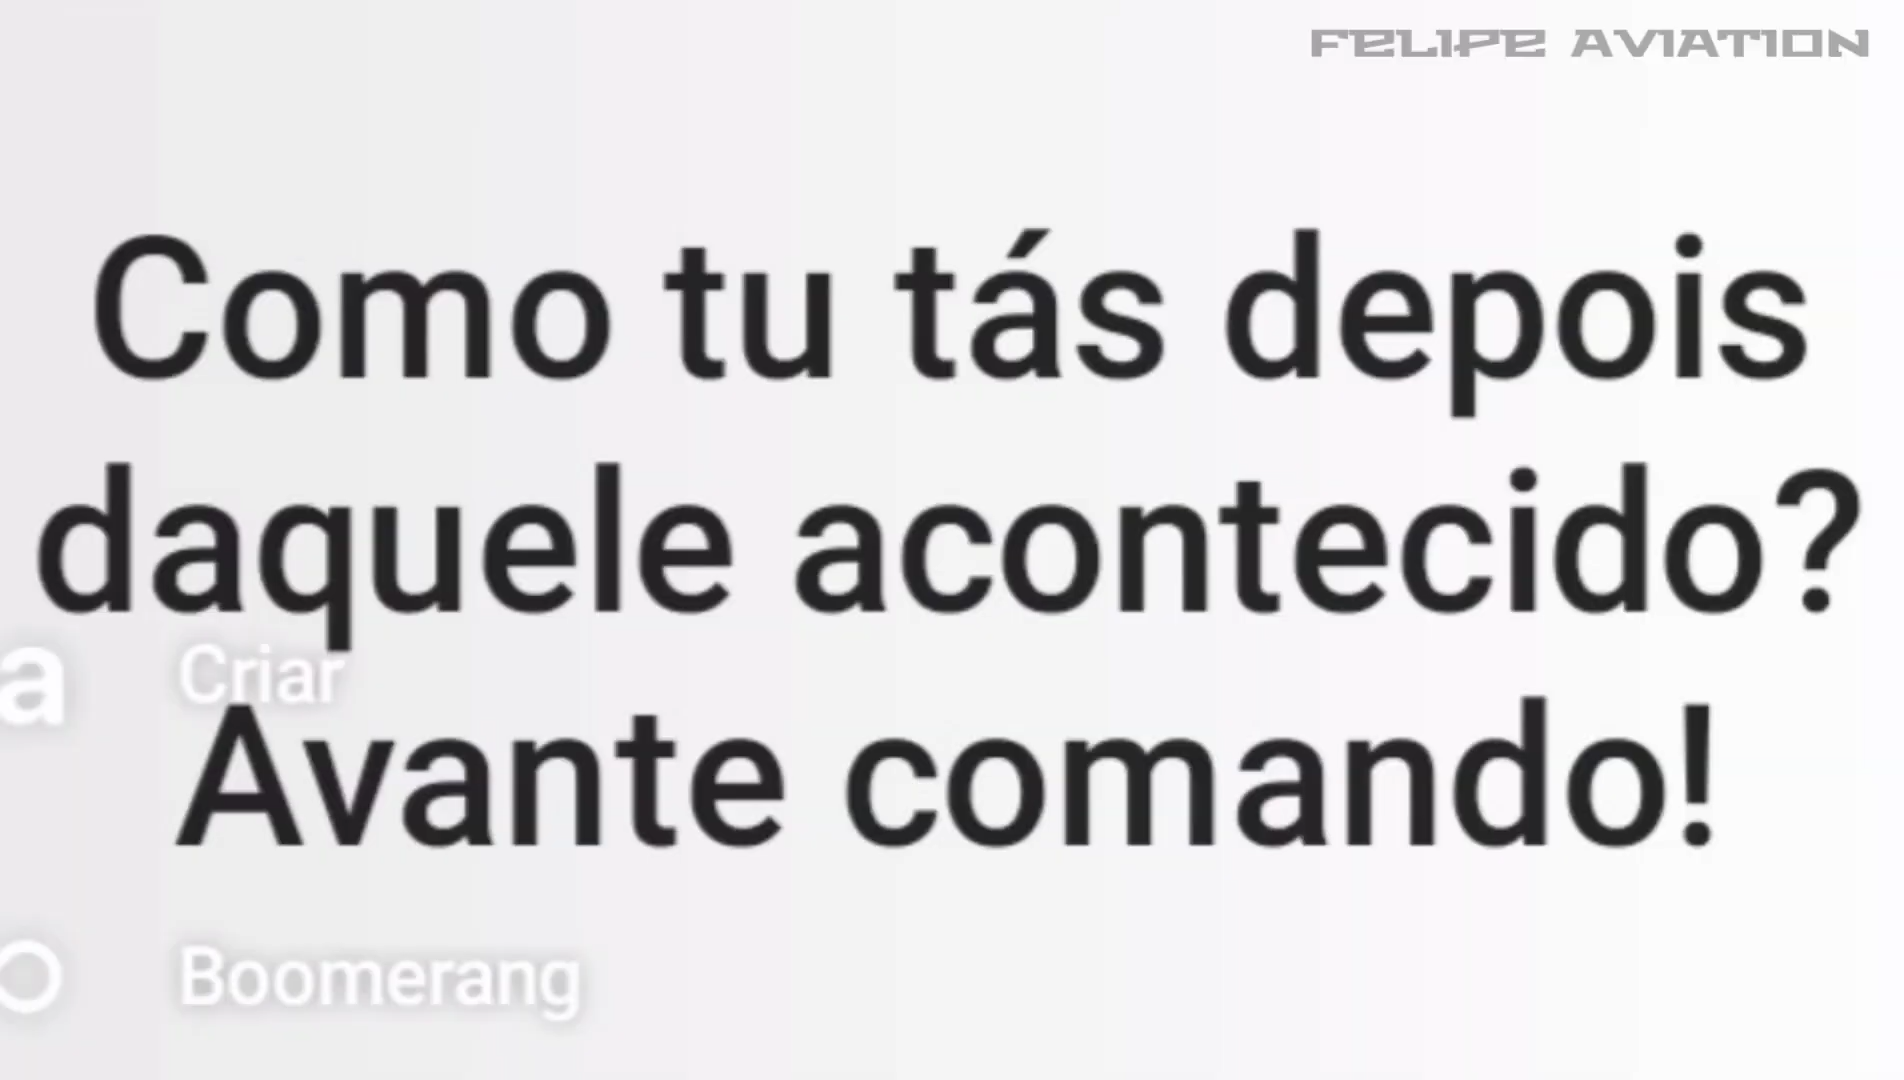 FELIPE AVIATION
Como tu tás depois
daquele acontecido?
a Criar
Avante comando!
Boomerang